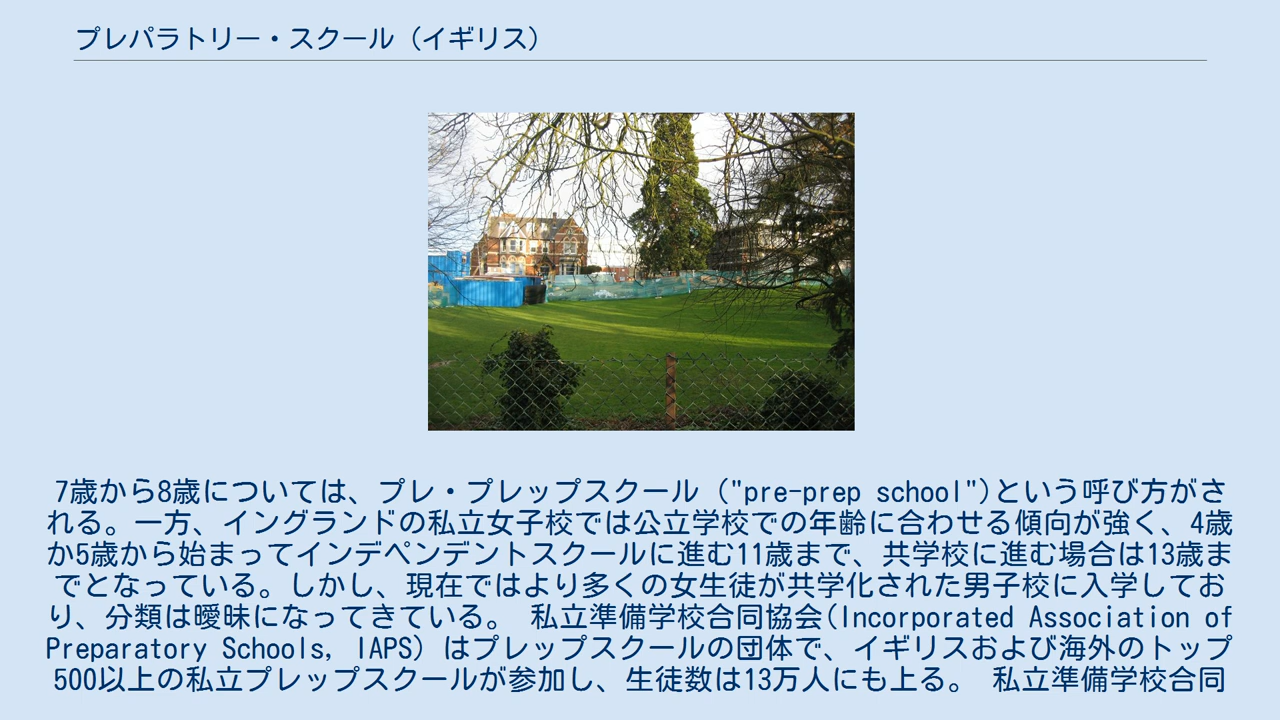 プレパラトリー・スクール（イギリス）
7歳から8歳については、プレ・プレップスクール（"pre-prep school")という呼び方がさ
れる。一方、イングランドの私立女子校では公立学校での年齢に合わせる傾向が強く、4歳
か5歳から始まってインデペンデントスクールに進む11歳まで、共学校に進む場合は13歳ま
でとなっている。しかし、現在ではより多くの女生徒が共学化された男子校に入学してお
り、分類は曖昧になってきている。 私立準備学校合同協会(Incorporated Association of
Preparatory Schools, IAPS) はプレップスクールの団体で、イギリスおよび海外のトップ
500以上の私立プレップスクールが参加し、生徒数は13万人にも上る。 私立準備学校合同